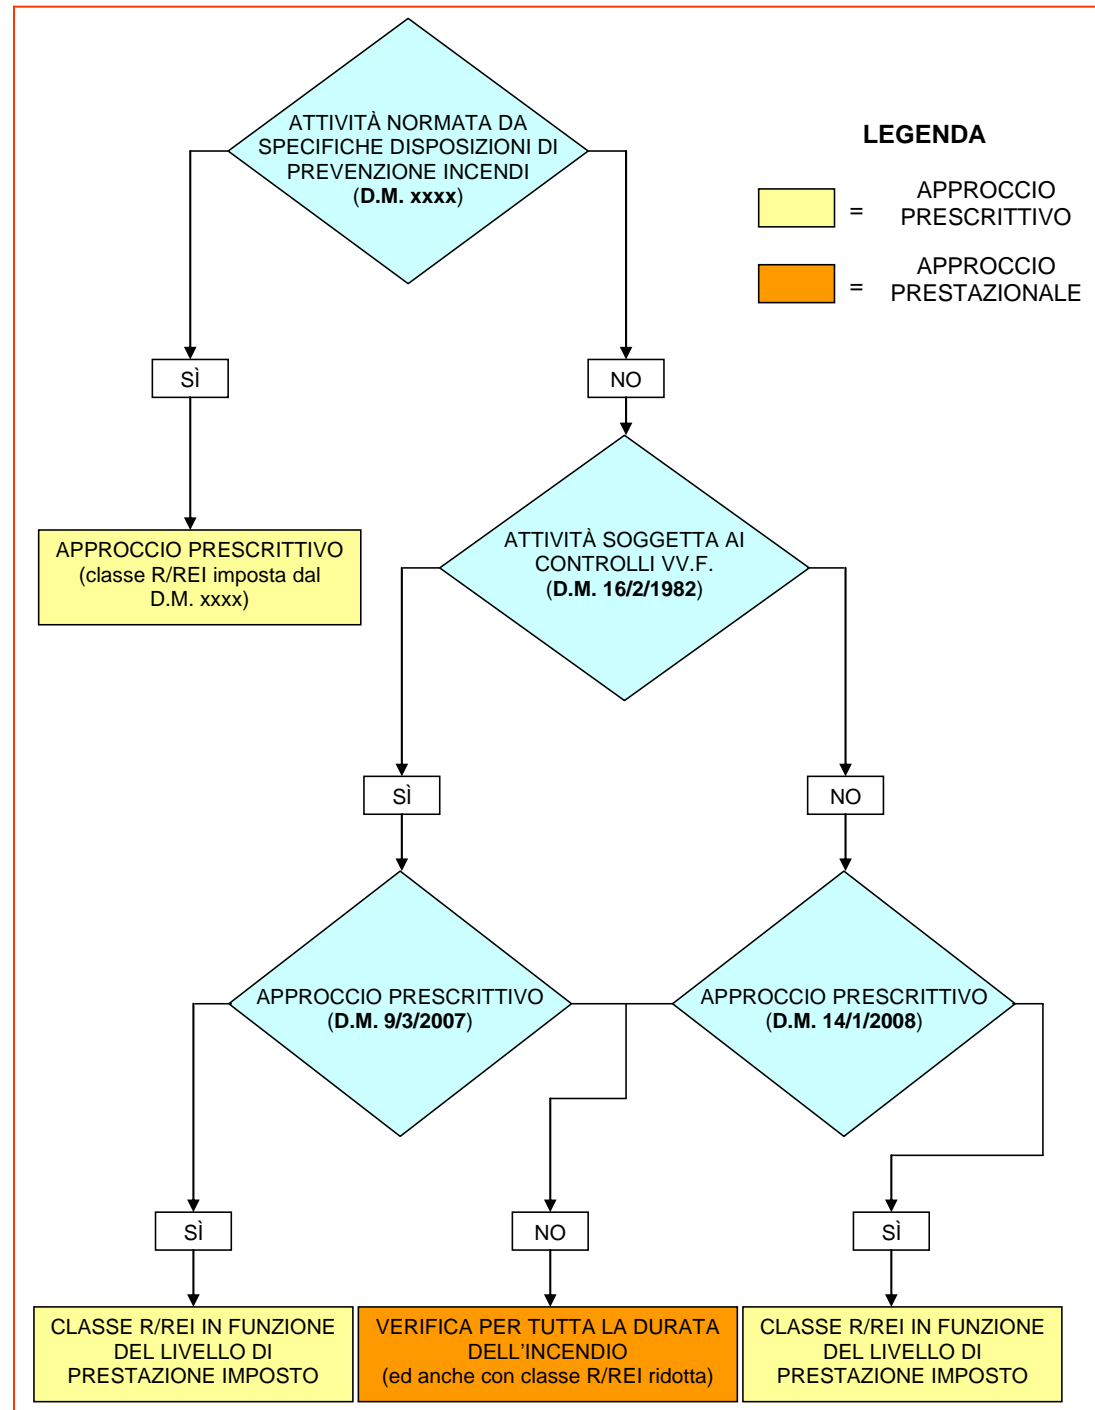 ATTIVITÀ NORMATA DA
SPECIFICHE DISPOSIZIONI DI
PREVENZIONE INCENDI
(D.M. xxxx)
LEGENDA
=
APPROCCIO
PRESCRITTIVO
=
APPROCCIO
PRESTAZIONALE
SÌ
NO
APPROCCIO PRESCRITTIVO
(classe R/REI imposta dal
D.M. xxxx)
ATTIVITÀ SOGGETTA AI
CONTROLLI VV.F.
(D.M. 16/2/1982)
SÌ
NO
APPROCCIO PRESCRITTIVO
(D.M. 9/3/2007)
APPROCCIO PRESCRITTIVO
(D.M. 14/1/2008)
SÌ
NO
SÌ
CLASSE R/REI IN FUNZIONE
DEL LIVELLO DI
PRESTAZIONE IMPOSTO
VERIFICA PER TUTTA LA DURATA
DELL'INCENDIO
(ed anche con classe R/REI ridotta)
CLASSE R/REI IN FUNZIONE
DEL LIVELLO DI
PRESTAZIONE IMPOSTO